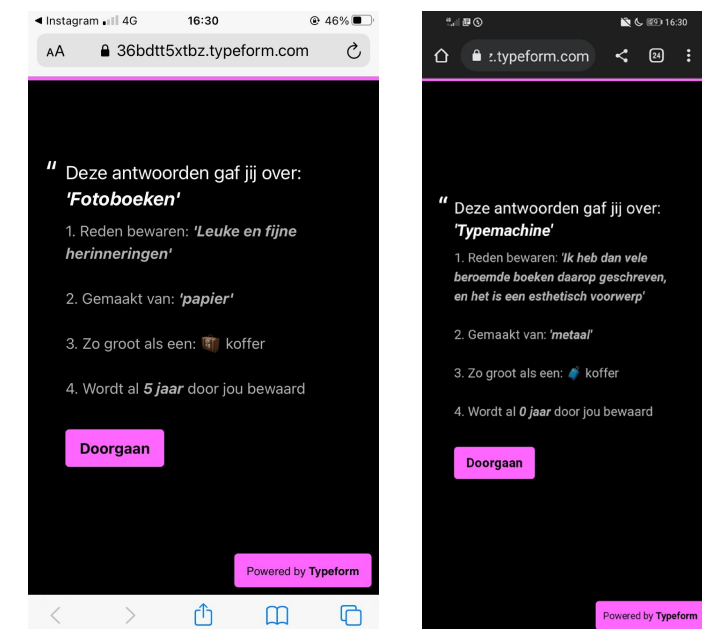 Instagram 4G 16:30 46%
AA 36bdtt5xtbz.typeform.com
“ Deze antwoorden gaf jij over:
'Fotoboeken'
1. Reden bewaren: 'Leuke en fijne
herinneringen'
2. Gemaakt van: 'papier'
3. Zo groot als een: koffer
4. Wordt al 5 jaar door jou bewaard
Doorgaan
Powered by Typeform
16:30
z.typeform.com 24
“ Deze antwoorden gaf jij over:
'Typemachine'
1. Reden bewaren: 'Ik heb dan vele
beroemde boeken daarop geschreven,
en het is een esthetisch voorwerp'
2. Gemaakt van: 'metaal'
3. Zo groot als een: koffer
4. Wordt al 0 jaar door jou bewaard
Doorgaan
Powered by Typeform